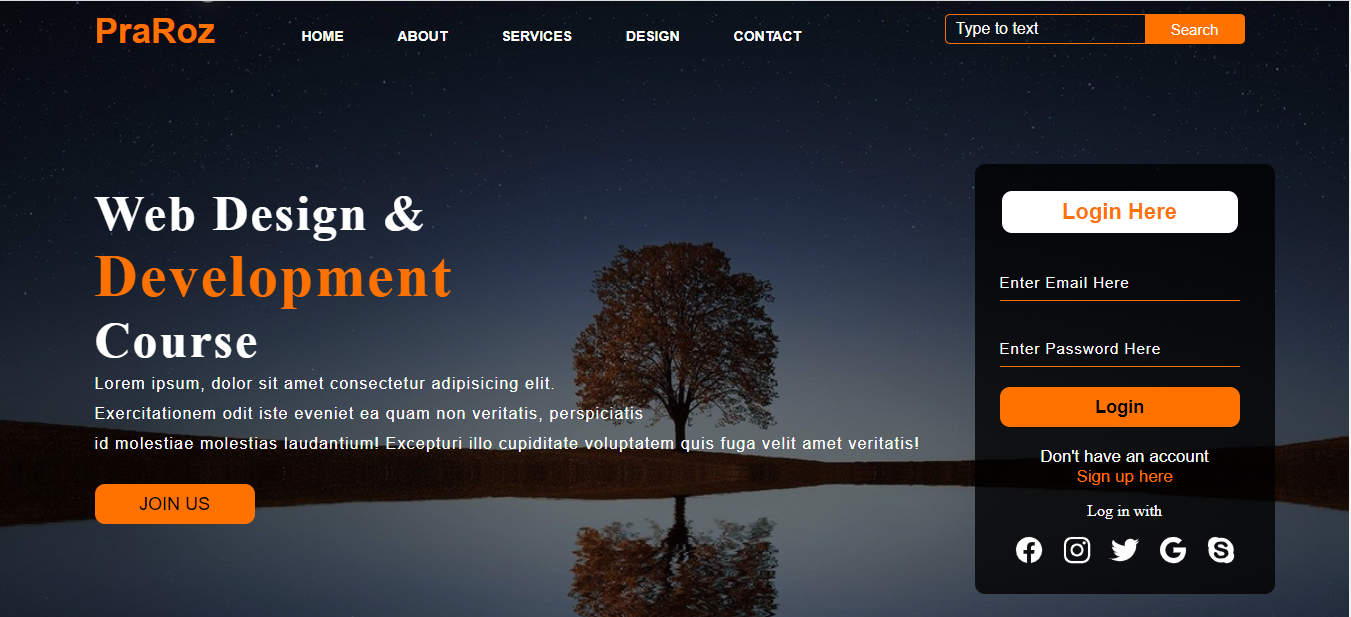 PraRoz
HOME ABOUT SERVICES DESIGN CONTACT
Type to text Search
Web Design &
Development
Course
Lorem ipsum, dolor sit amet consectetur adipisicing elit.
Exercitationem odit iste eveniet ea quam non veritatis, perspiciatis
id molestiae molestias laudantium! Excepturi illo cupiditate voluptatem quis fuga velit amet veritatis!
JOIN US
Login Here
Enter Email Here
Enter Password Here
Login
Don't have an account
Sign up here
Log in with